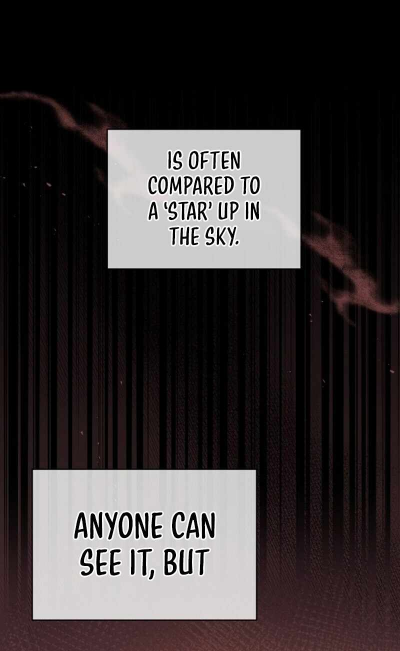 IS OFTEN
COMPARED TO
A 'STAR' UP IN
THE SKY.
ANYONE CAN
SEE IT, BUT